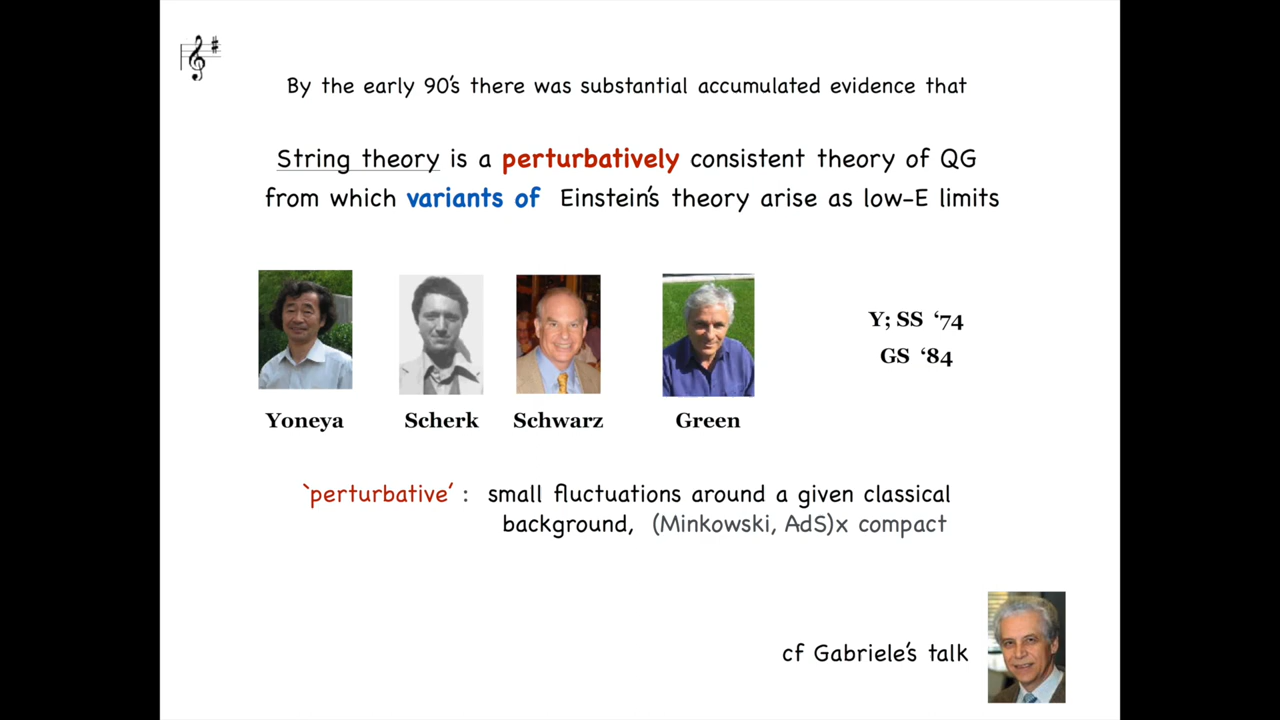 By the early 90's there was substantial accumulated evidence that
String theory is a perturbatively consistent theory of QG
from which variants of Einstein's theory arise as low-E limits
Y; SS ‘74
GS ‘84
Yoneya Scherk Schwarz Green
`perturbative' : small fluctuations around a given classical
background, (Minkowski, AdS)x compact
cf Gabriele's talk